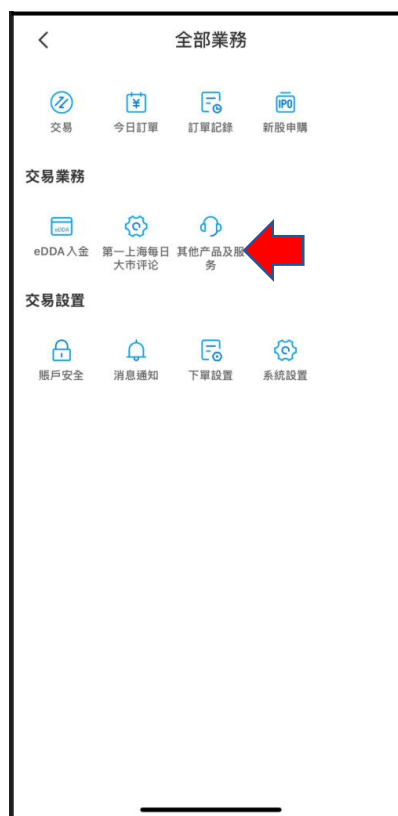 全部業務
交易
今日訂單
訂單記錄
IPO
新股申購
交易業務
eDDA
eDDA入金
第一上海每日
大市评论
其他产品及服
务
交易設置
賬戶安全
消息通知
下單設置
系統設置